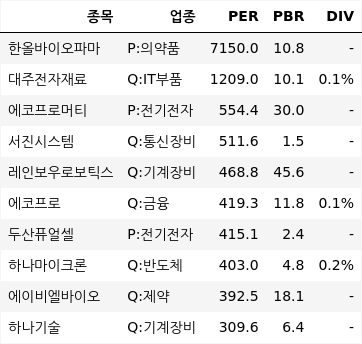 종목 업종 PER PBR DIV
한올바이오파마 P:의약품 7150.0 10.8 -
대주전자재료 Q:IT부품 1209.0 10.1 0.1%
에코프로머티 P:전기전자 554.4 30.0 -
서진시스템 Q:통신장비 511.6 1.5 -
레인보우로보틱스 Q:기계장비 468.8 45.6 -
에코프로 Q:금융 419.3 11.8 0.1%
두산퓨얼셀 P:전기전자 415.1 2.4 -
하나마이크론 Q:반도체 403.0 4.8 0.2%
에이비엘바이오 Q:제약 392.5 18.1 -
하나기술 Q:기계장비 309.6 6.4 -